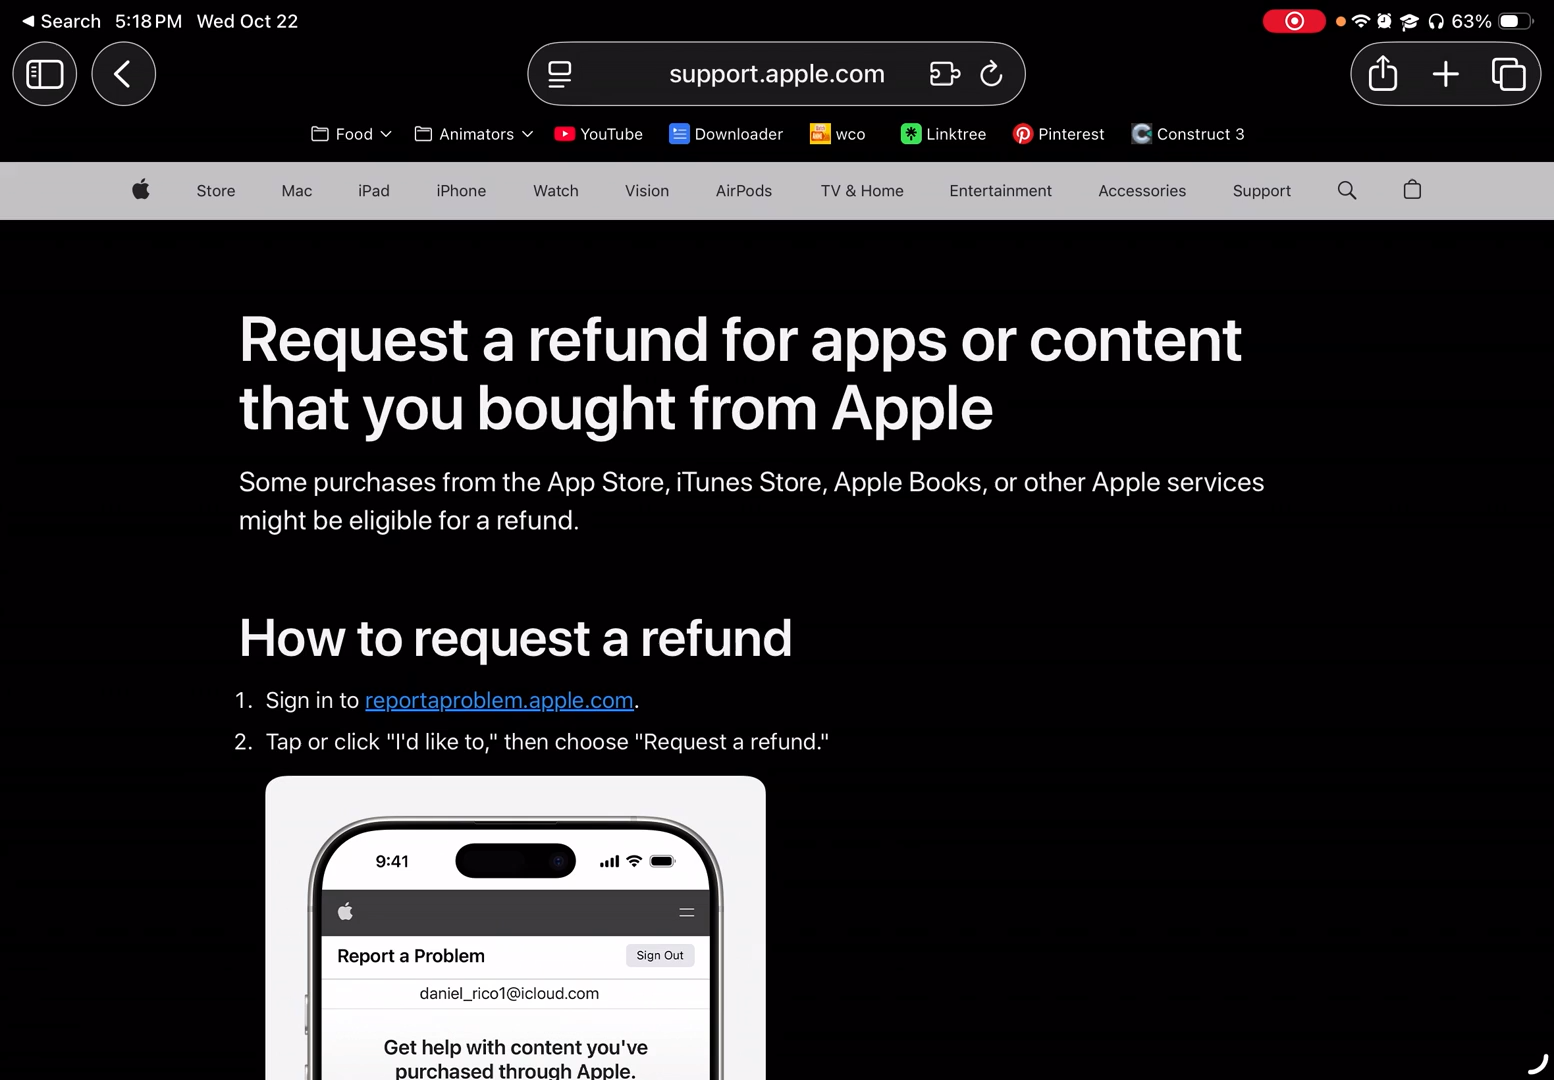 Search 5:18 PM Wed Oct 22
63%
support.apple.com
Food Animators YouTube Downloader wco Linktree Pinterest Construct 3
Store Mac iPad iPhone Watch Vision AirPods TV & Home Entertainment Accessories Support
Request a refund for apps or content
that you bought from Apple
Some purchases from the App Store, iTunes Store, Apple Books, or other Apple services
might be eligible for a refund.
How to request a refund
1. Sign in to reportaproblem.apple.com.
2. Tap or click "I'd like to," then choose "Request a refund."
9:41
Report a Problem Sign Out
daniel_rico1@icloud.com
Get help with content you've
purchased through Apple.